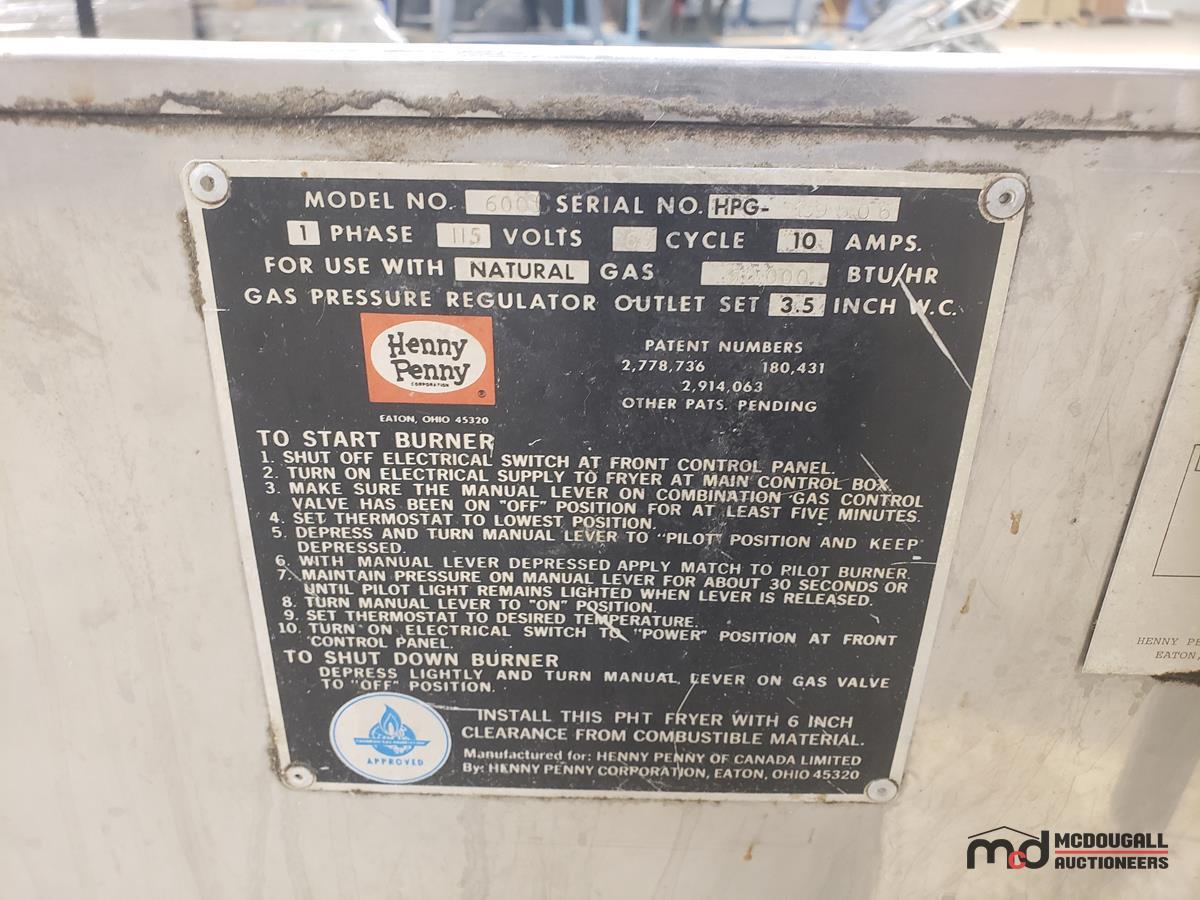 MODEL NO. 600C SERIAL NO. HPG-
1 PHASE 115 VOLTS CYCLE 10 AMPS.
FOR USE WITH NATURAL GAS BTU/HR
GAS PRESSURE REGULATOR OUTLET SET 3.5 INCH W.C.
Henny
Penny
CORPORATION
®
EATON, OHIO 45320
PATENT NUMBERS
2,778,736 180,431
2,914,063
OTHER PATS. PENDING
TO START BURNER
1. SHUT OFF ELECTRICAL SWITCH AT FRONT CONTROL PANEL.
2. TURN ON ELECTRICAL SUPPLY TO FRYER AT MAIN CONTROL BOX.
3. MAKE SURE THE MANUAL LEVER ON COMBINATION GAS CONTROL
VALVE HAS BEEN ON "OFF" POSITION FOR AT LEAST FIVE MINUTES.
4. SET THERMOSTAT TO LOWEST POSITION.
5. DEPRESS AND TURN MANUAL LEVER TO "PILOT" POSITION AND KEEP
DEPRESSED.
6. WITH MANUAL LEVER DEPRESSED APPLY MATCH TO PILOT BURNER.
7. MAINTAIN PRESSURE ON MANUAL LEVER FOR ABOUT 30 SECONDS OR
UNTIL PILOT LIGHT REMAINS LIGHTED WHEN LEVER IS RELEASED.
8. TURN MANUAL LEVER TO "ON" POSITION.
9. SET THERMOSTAT TO DESIRED TEMPERATURE.
10. TURN ON ELECTRICAL SWITCH TO "POWER" POSITION AT FRONT
CONTROL PANEL.
TO SHUT DOWN BURNER
DEPRESS LIGHTLY AND TURN MANUAL LEVER ON GAS VALVE
TO "OFF" POSITION.
APPROVED
INSTALL THIS PHT FRYER WITH 6 INCH
CLEARANCE FROM COMBUSTIBLE MATERIAL.
Manufactured for: HENNY PENNY OF CANADA LIMITED
By: HENNY PENNY CORPORATION, EATON, OHIO 45320
HENNY PE
EATON,
mcd MCDOUGALL
AUCTIONEERS